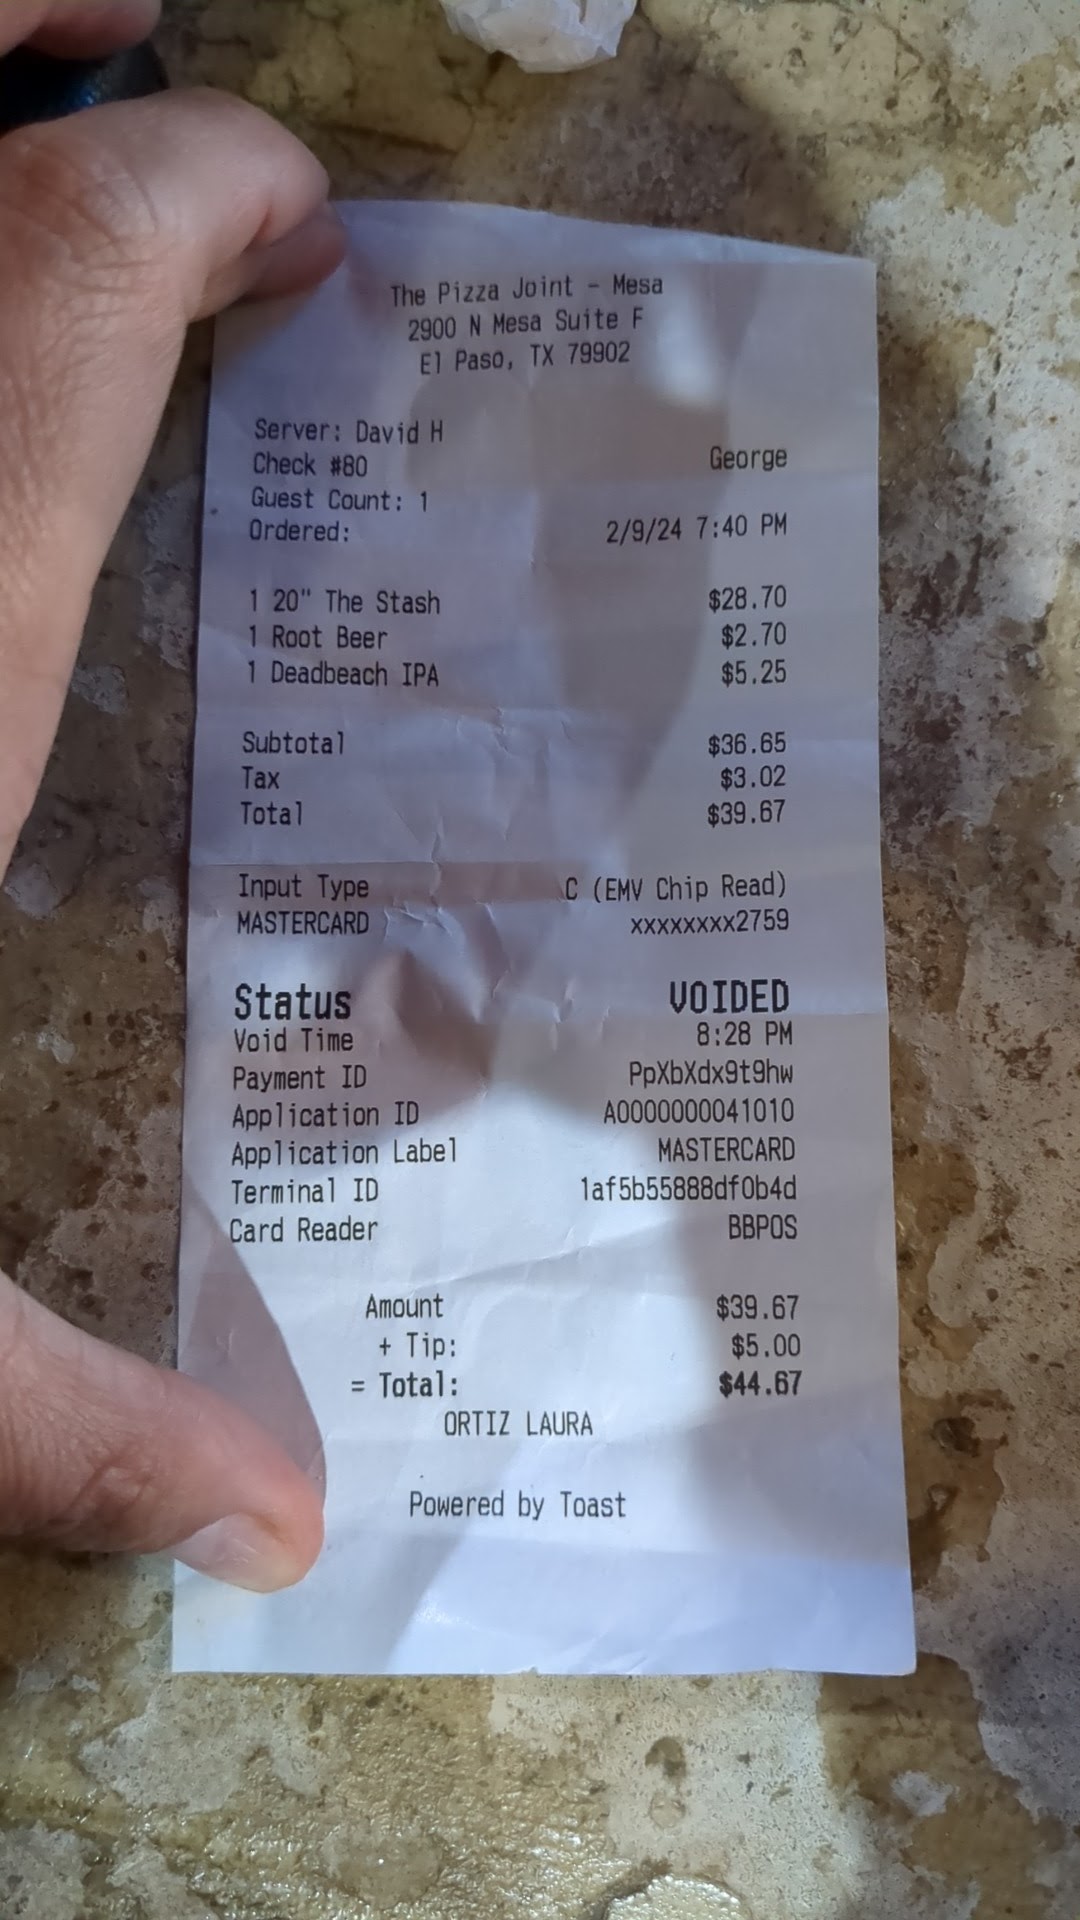 The Pizza Joint - Mesa
2900 N Mesa Suite F
El Paso, TX 79902
Server: David H
Check #80 George
Guest Count: 1
Ordered: 2/9/24 7:40 PM
1 20" The Stash $28.70
1 Root Beer $2.70
1 Deadbeach IPA $5.25
Subtotal $36.65
Tax $3.02
Total $39.67
Input Type C (EMV Chip Read)
MASTERCARD xxxxxxxx2759
Status VOIDED
Void Time 8:28 PM
Payment ID PpXbXdx9t9hw
Application ID A0000000041010
Application Label MASTERCARD
Terminal ID 1af5b55888df0b4d
Card Reader BBPOS
Amount $39.67
+ Tip: $5.00
= Total: $44.67
ORTIZ LAURA
Powered by Toast